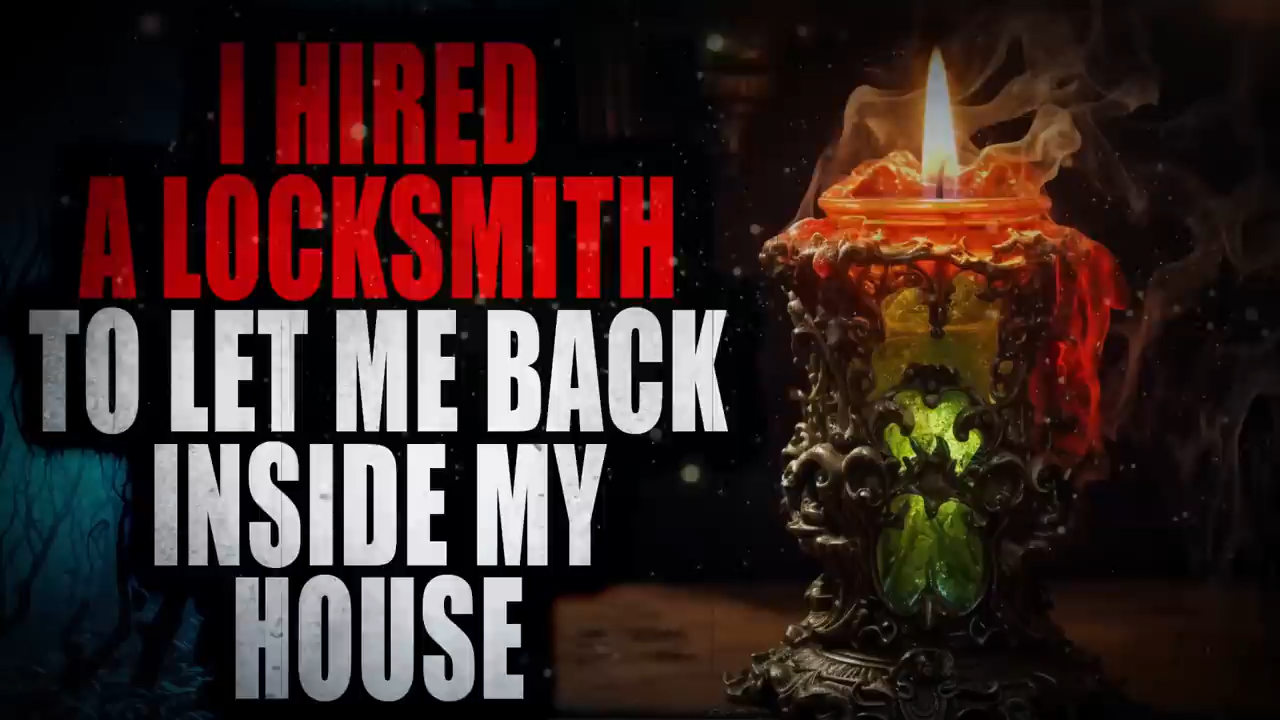 I HIRED
A LOCKSMITH
TO LET ME BACK
INSIDE MY
HOUSE